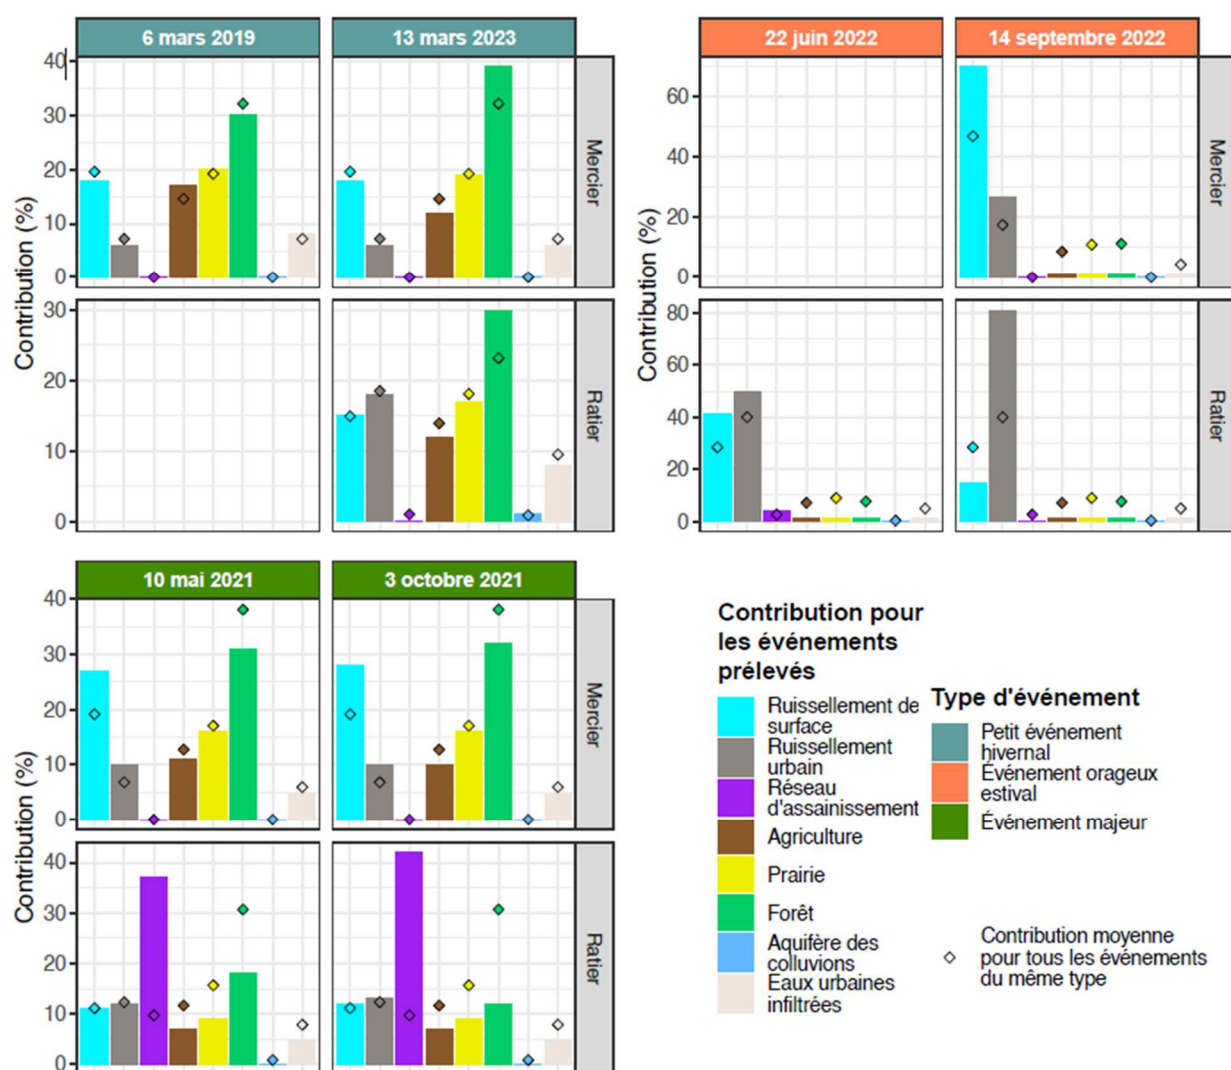 6 mars 2019
13 mars 2023
Contribution (%)
40
30
20
10
0
Mercier
30
20
10
0
Ratier
22 juin 2022
14 septembre 2022
Contribution (%)
60
40
20
0
Mercier
80
60
40
20
0
Ratier
10 mai 2021
3 octobre 2021
Contribution (%)
40
30
20
10
0
Mercier
40
30
20
10
0
Ratier
Contribution pour
les événements
prélevés
Ruissellement de
surface
Ruissellement
urbain
Réseau
d'assainissement
Agriculture
Prairie
Forêt
Aquifère des
colluvions
Eaux urbaines
infiltrées
Type d'événement
Petit événement
hivernal
Événement orageux
estival
Événement majeur
Contribution moyenne
pour tous les événements
du même type